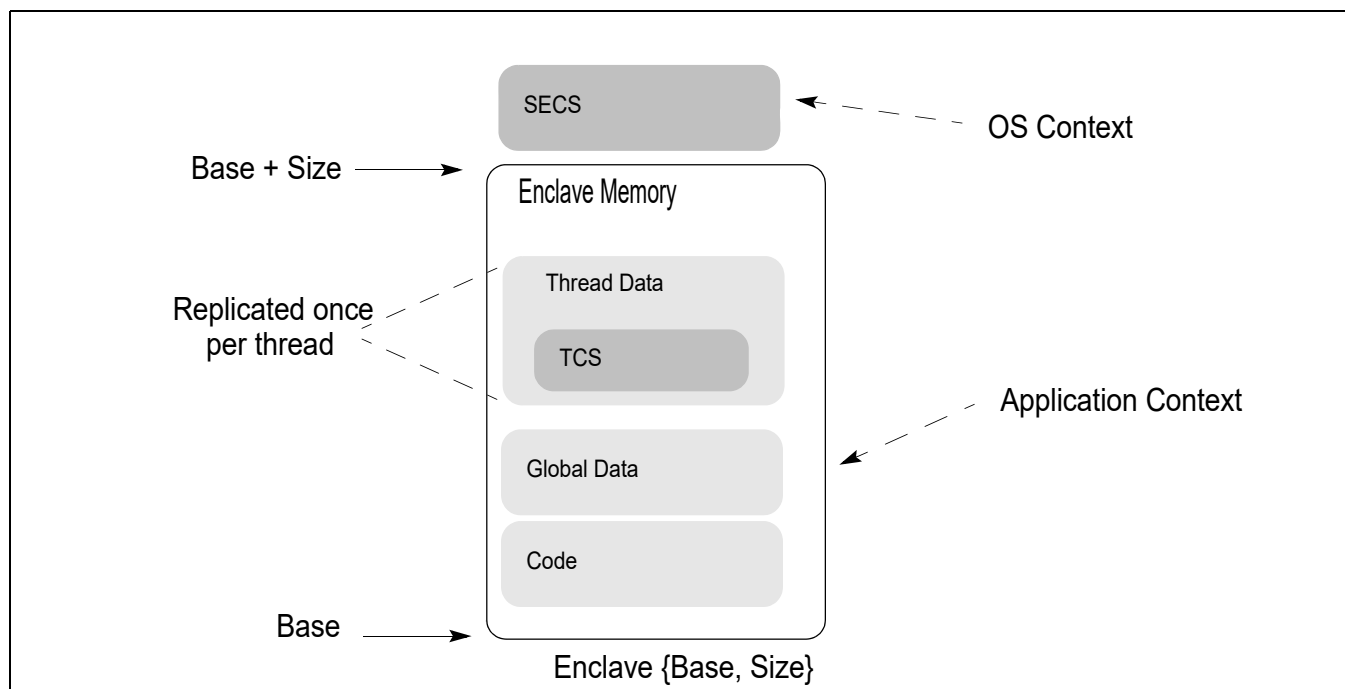 SECS
OS Context
Base + Size
Enclave Memory
Thread Data
Replicated once
per thread
TCS
Application Context
Global Data
Code
Base
Enclave {Base, Size}